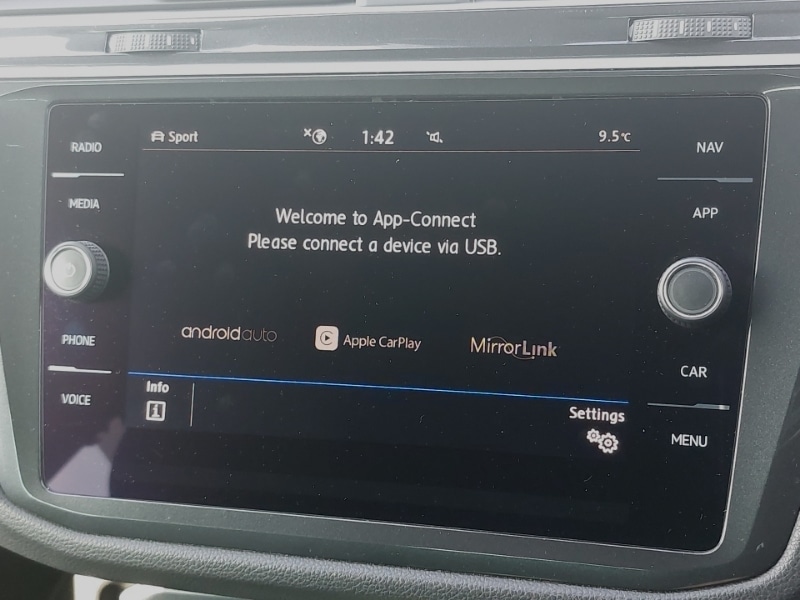 RADIO
MEDIA
PHONE
VOICE
Sport 1:42 9.5°C
Welcome to App-Connect
Please connect a device via USB.
androidauto Apple CarPlay MirrorLink
Info
Settings
NAV
APP
CAR
MENU